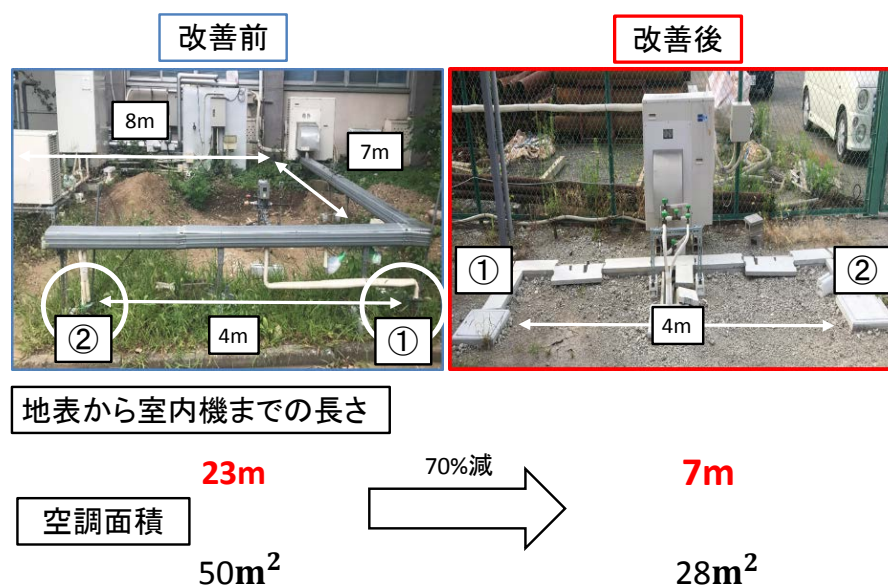 改善前
改善後
8m
7m
①
②
②
4m
①
4m
地表から室内機までの長さ
23m
70%減
7m
空調面積
50m²
28m²